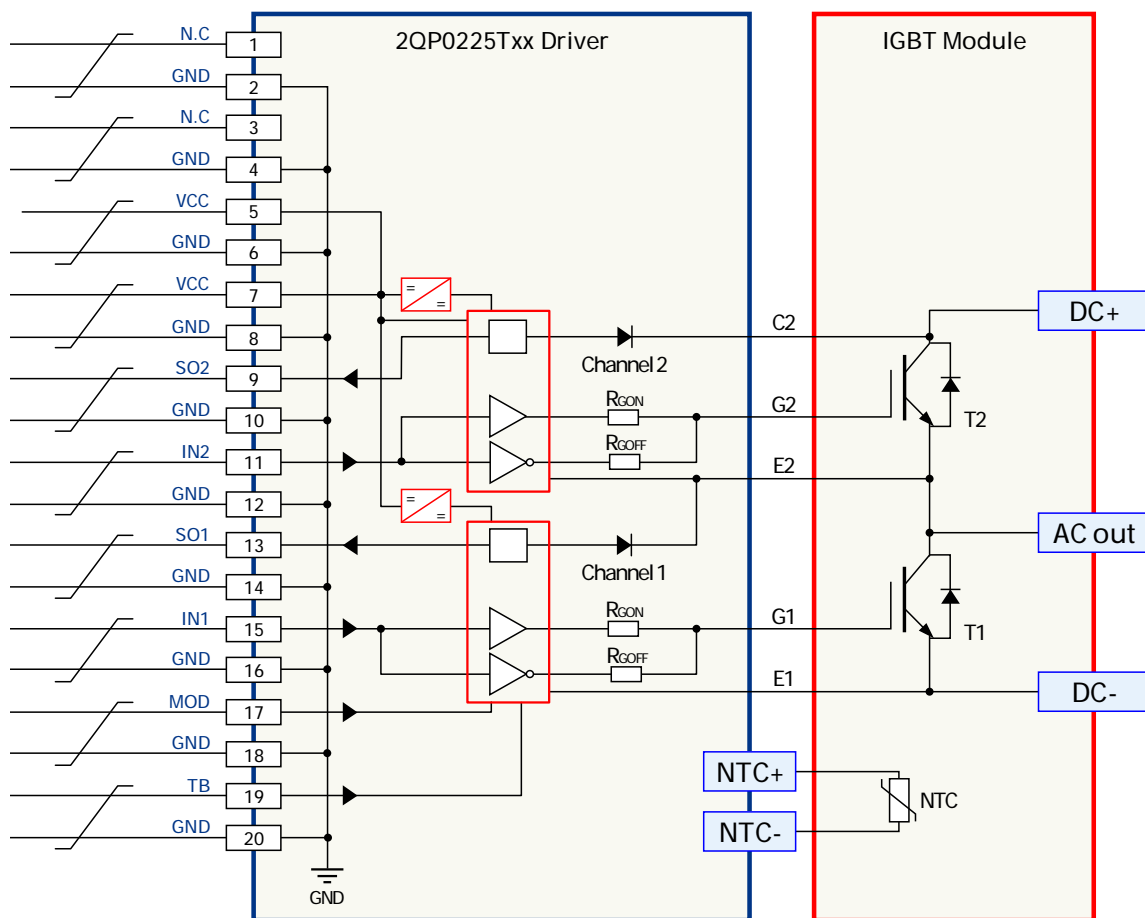 2QP0225Txx Driver
IGBT Module
N.C
1
GND
2
N.C
3
GND
4
VCC
5
GND
6
VCC
7
=
=
DC+
GND
8
C2
Channel 2
SO2
9
GND
10
RGON
G2
T2
IN2
11
RGOFF
E2
GND
12
=
=
AC out
SO1
13
Channel 1
GND
14
RGON
G1
IN1
15
T1
RGOFF
GND
16
E1
DC-
MOD
17
GND
18
NTC+
TB
19
NTC
GND
20
NTC-
GND